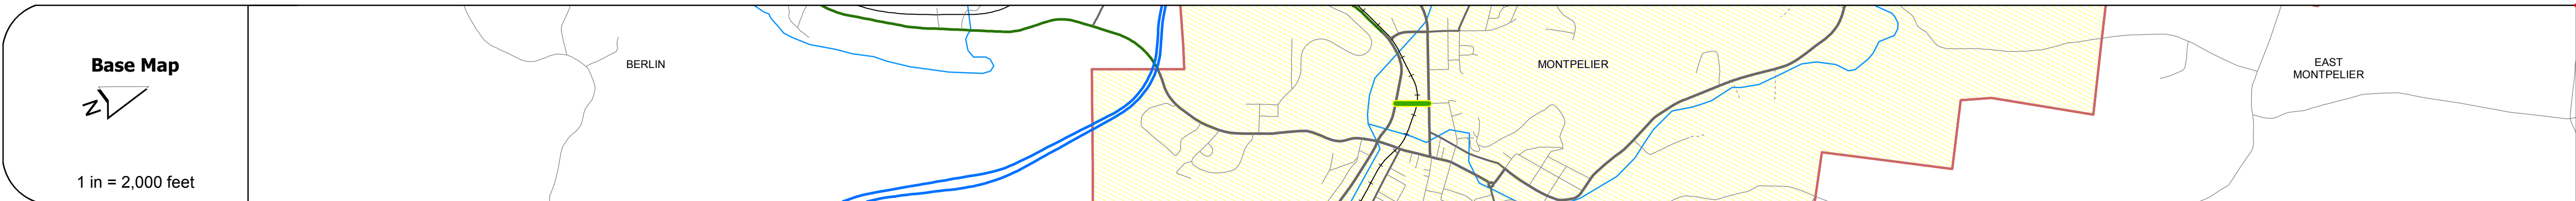 Base Map
N
1 in = 2,000 feet
BERLIN
MONTPELIER
EAST
MONTPELIER